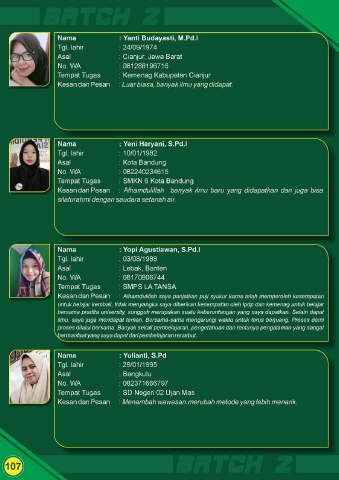 BATCH 2
Nama : Yanti Budayasti, M.Pd.I
Tgl. lahir : 24/09/1974
Asal : Cianjur, Jawa Barat
No. WA : 081286196716
Tempat Tugas : Kemenag Kabupaten Cianjur
Kesan dan Pesan : Luar biasa, banyak ilmu yang didapat.
Nama : Yeni Haryani, S.Pd.I
Tgl. lahir : 10/01/1982
Asal : Kota Bandung
No. WA : 082240234615
Tempat Tugas : SMKN 6 Kota Bandung
Kesan dan Pesan : Alhamdulillah banyak ilmu baru yang didapatkan dan juga bisa
silaturahmi dengan saudara setanah air.
Nama : Yopi Agustiawan, S.Pd.I
Tgl. lahir : 03/08/1988
Asal : Lebak, Banten
No. WA : 08170906744
Tempat Tugas : SMPS LA TANSA
Kesan dan Pesan : Alhamdulillah saya panjatkan puji syukur karna telah memperoleh kesempatan
untuk belajar kembali, tidak menyangka saya diberikan kesempatan oleh lpdp dan kemenag untuk belajar
bersama praditа university, sungguh merupakan suatu keberuntungan yang saya dapatkan. Selain dapat
ilmu, saya juga mendapat teman. Bersama-sama mengarungi waktu untuk terus berjuang, Proses demi
proses dilalui bersama. Banyak sekali pembelajaran, pengetahuan dan tentunya pengalaman yang sangat
bermanfaat yang saya dapat dari pembelajaran tersebut.
Nama : Yulianti, S.Pd
Tgl. lahir : 29/01/1995
Asal : Bengkulu
No. WA : 082371686797
Tempat Tugas : SD Negeri 02 Ujan Mas
Kesan dan Pesan : Menambah wawasan merubah metode yang lebih menarik.
107
BATCH 2